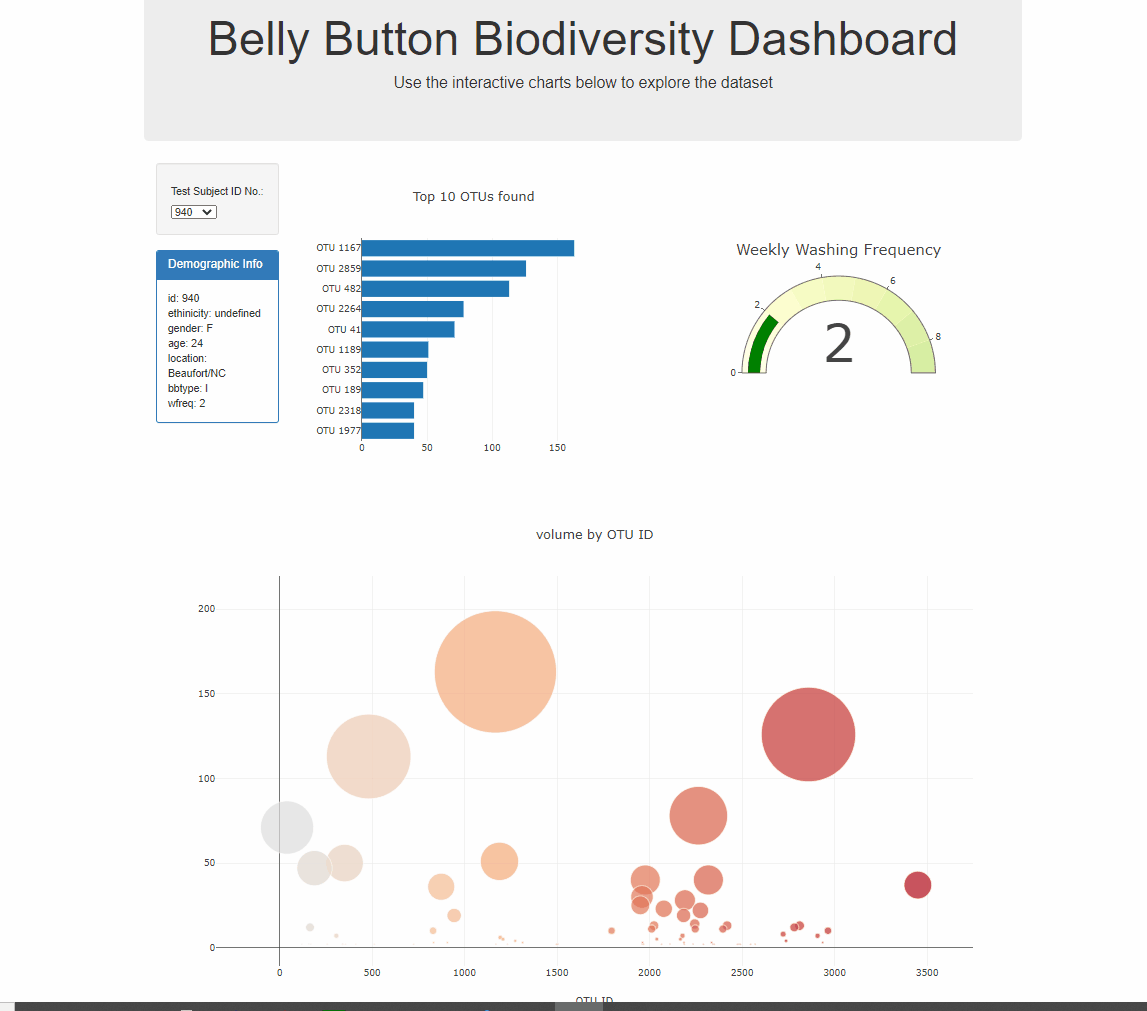 Belly Button Biodiversity Dashboard
Use the interactive charts below to explore the dataset
Test Subject ID No.:
940
Demographic Info
id: 940
ethinicity: undefined
gender: F
age: 24
location:
Beaufort/NC
bbtype: I
wfreq: 2
Top 10 OTUs found
OTU 1167
OTU 2859
OTU 482
OTU 2264
OTU 41
OTU 1189
OTU 352
OTU 189
OTU 2318
OTU 1977
0 50 100 150
Weekly Washing Frequency
0
2
4
6
8
2
volume by OTU ID
200
150
100
50
0
0 500 1000 1500 2000 2500 3000 3500
OTU ID